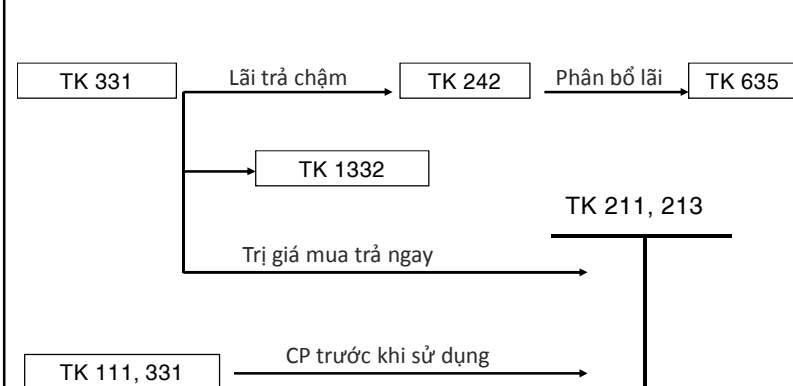 TK 331
Lãi trả chậm
TK 242
Phân bổ lãi
TK 635
TK 1332
TK 211, 213
Trị giá mua trả ngay
CP trước khi sử dụng
TK 111, 331